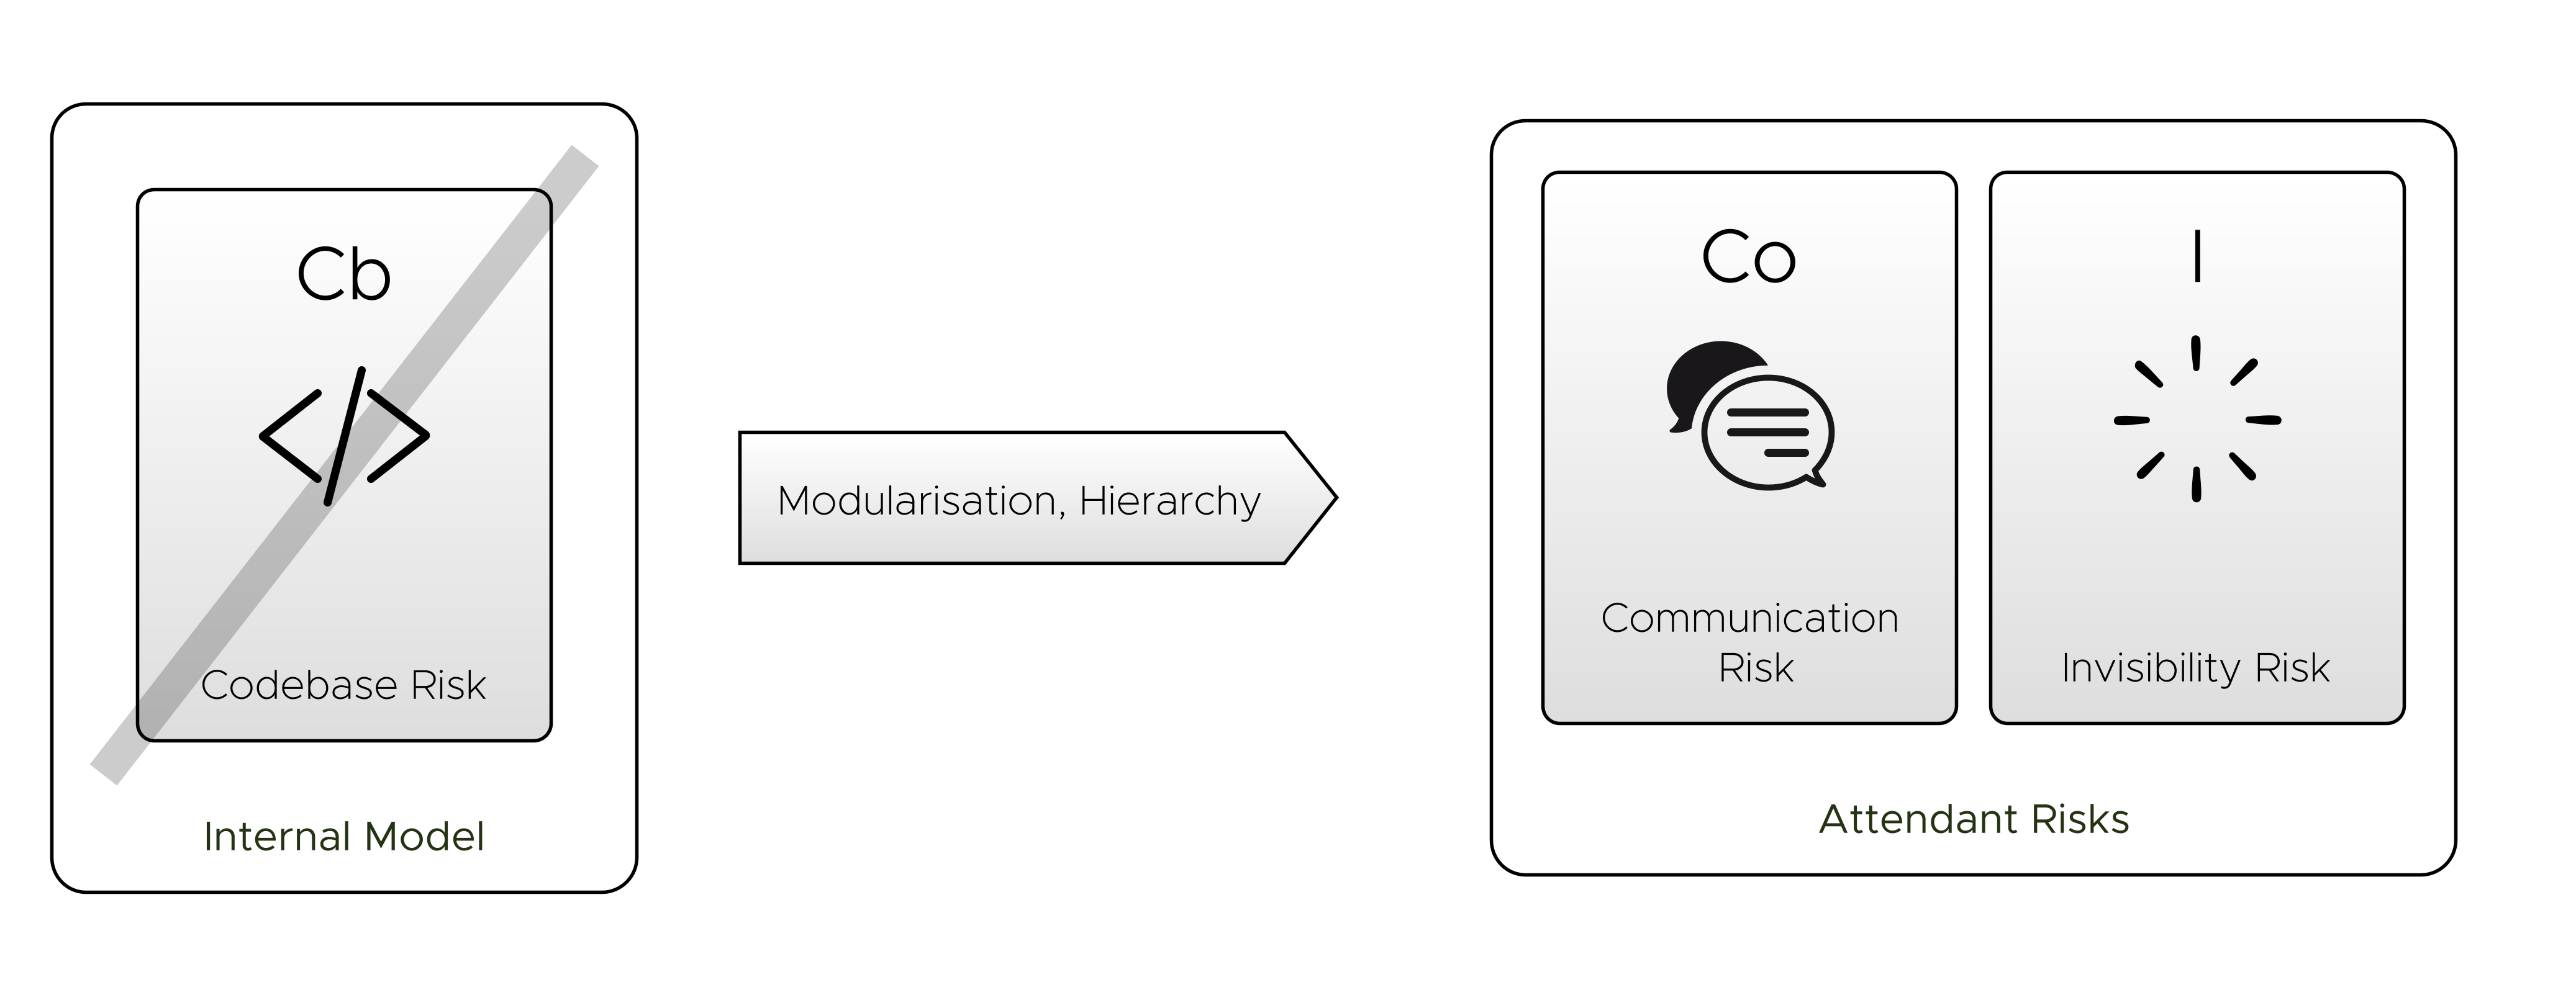 Cb
</>
Codebase Risk
Internal Model
Modularisation, Hierarchy
Co
Communication
Risk
I
Invisibility Risk
Attendant Risks